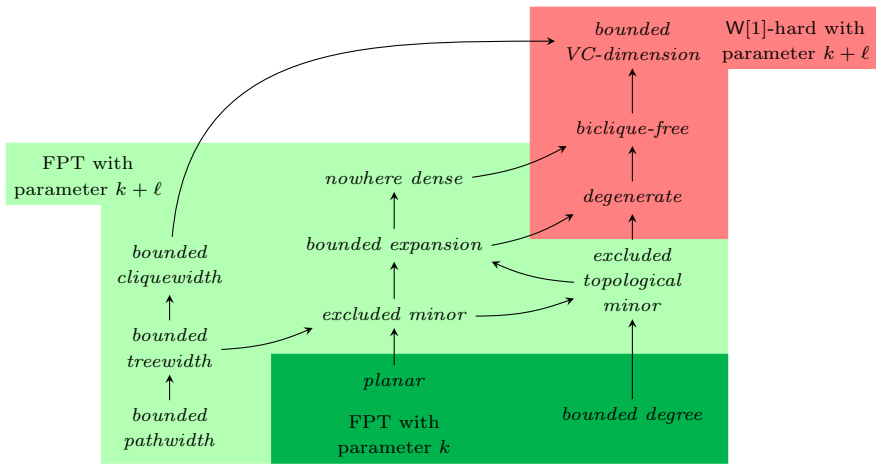 bounded
VC-dimension
W[1]-hard with
parameter k + ℓ
biclique-free
FPT with
parameter k + ℓ
nowhere dense
degenerate
bounded expansion
bounded
cliquewidth
excluded
topological
minor
excluded minor
bounded
treewidth
planar
bounded
pathwidth
FPT with
parameter k
bounded degree